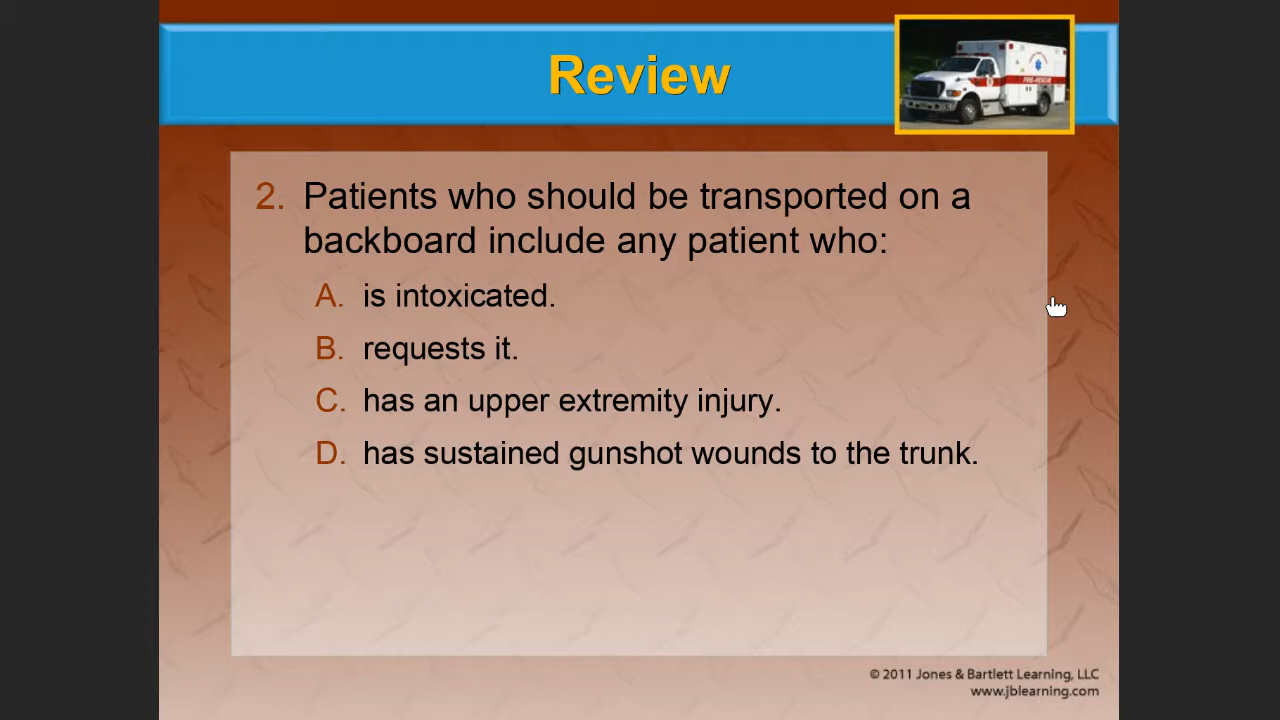 Review
2. Patients who should be transported on a
backboard include any patient who:
A. is intoxicated.
B. requests it.
C. has an upper extremity injury.
D. has sustained gunshot wounds to the trunk.
© 2011 Jones & Bartlett Learning, LLC
www.jblearning.com